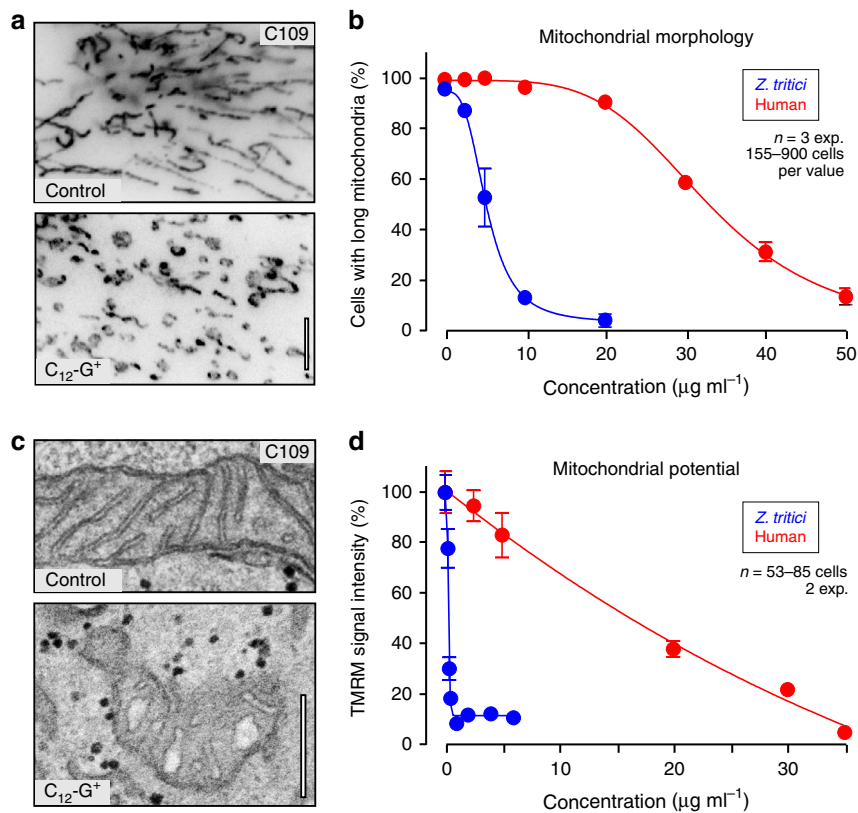 a
C109
Control
C₁₂-G⁺
b
Mitochondrial morphology
Cells with long mitochondria (%)
100
80
60
40
20
0
Z. tritici
Human
n = 3 exp.
155–900 cells
per value
0 10 20 30 40 50
Concentration (μg ml⁻¹)
c
C109
Control
C₁₂-G⁺
d
Mitochondrial potential
TMRM signal intensity (%)
100
80
60
40
20
0
Z. tritici
Human
n = 53–85 cells
2 exp.
0 10 20 30
Concentration (μg ml⁻¹)